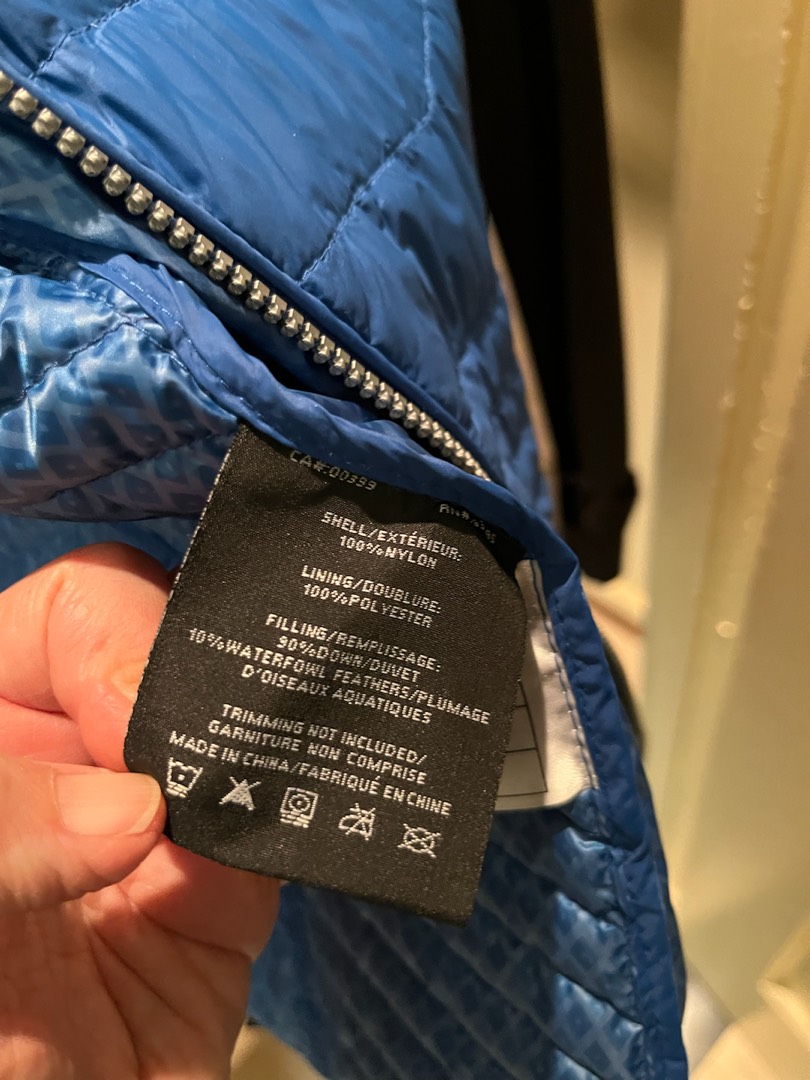 CA#:00399
SHELL/EXTÉRIEUR:
100%NYLON
LINING/DOUBLURE:
100%POLYESTER
FILLING/REMPLISSAGE:
90%DOWN/DUVET
10%WATERFOWL FEATHERS/PLUMAGE
D'OISEAUX AQUATIQUES
TRIMMING NOT INCLUDED/
GARNITURE NON COMPRISE
MADE IN CHINA/FABRIQUÉ EN CHINE